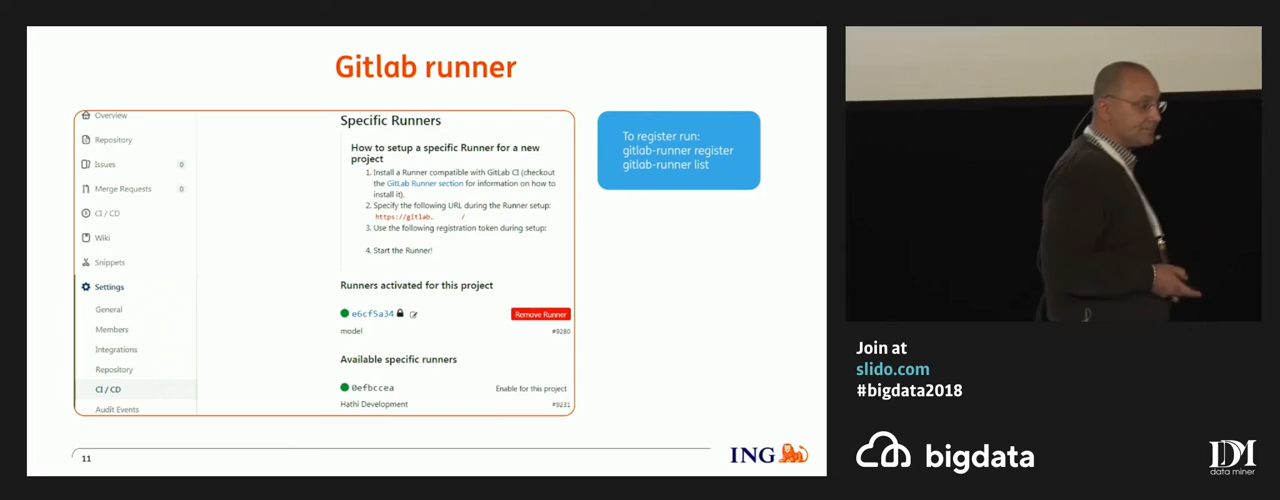 Gitlab runner
Overview
Repository
Issues 0
Merge Requests 0
CI / CD
Wiki
Snippets
Settings
General
Members
Integrations
Repository
CI / CD
Audit Events
Specific Runners
How to setup a specific Runner for a new
project
1. Install a Runner compatible with GitLab CI (checkout
the GitLab Runner section for information on how to
install it).
2. Specify the following URL during the Runner setup:
https://gitlab. /
3. Use the following registration token during setup:
4. Start the Runner!
Runners activated for this project
e6cf5a34 Remove Runner
model #9280
Available specific runners
0efbccea Enable for this project
Hathi Development #9231
To register run:
gitlab-runner register
gitlab-runner list
11
ING
Join at
slido.com
#bigdata2018
bigdata
DM
data miner